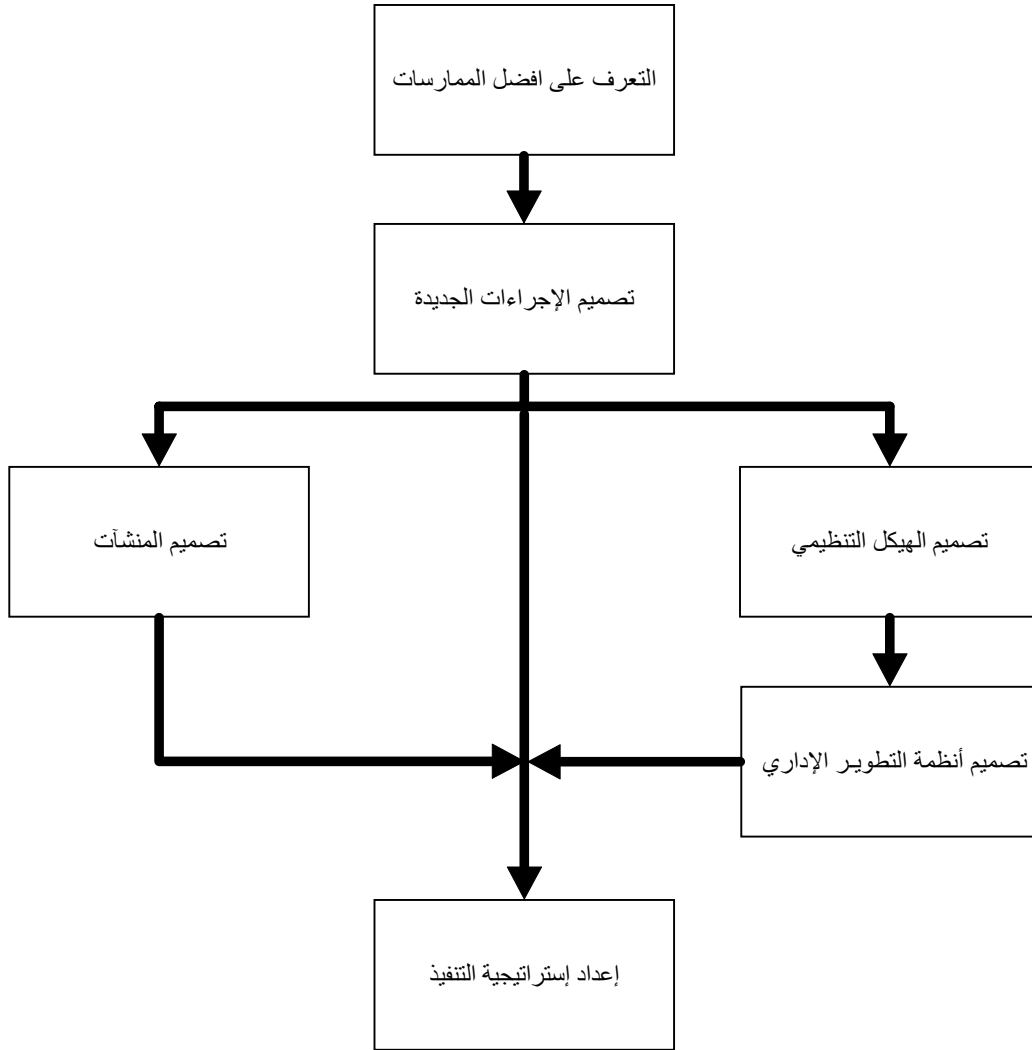 التعرف على افضل الممارسات
تصميم الإجراءات الجديدة
تصميم الهيكل التنظيمي
تصميم المنشآت
تصميم أنظمة التطوير الإداري
إعداد إستراتيجية التنفيذ